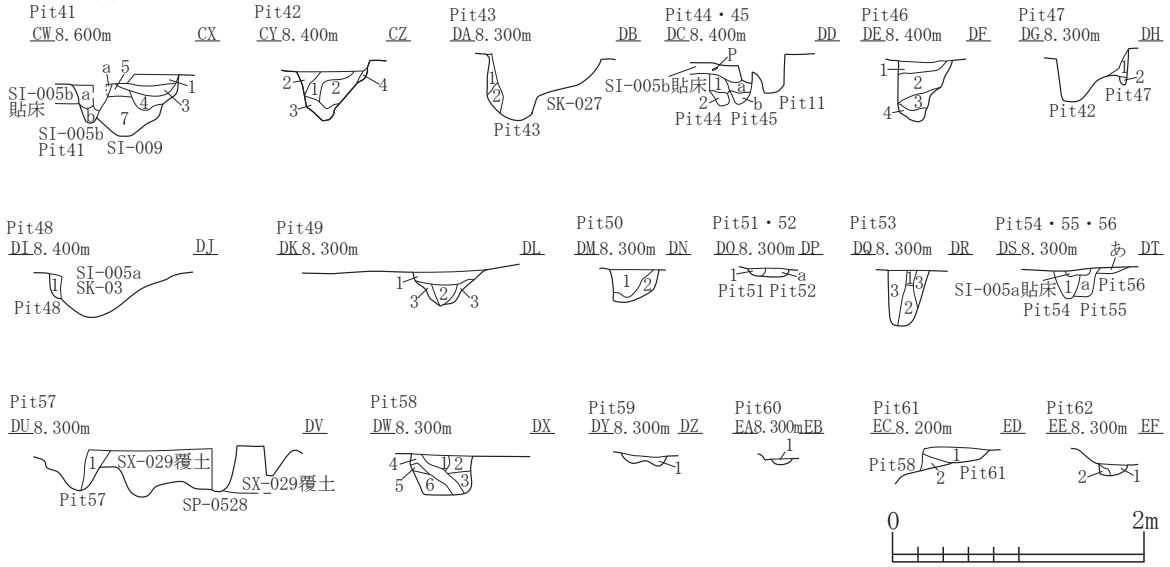 Pit41
CW 8.600m CX
a 5
SI-005b a 1
貼床 4 3
b 7
SI-005b
Pit41 SI-009
Pit42
CY 8.400m CZ
2 1 2 4
3
Pit43
DA 8.300m DB
1
2 SK-027
Pit43
Pit44・45
DC 8.400m DD
P
SI-005b貼床 1 a
2 b Pit11
Pit44 Pit45
Pit46
DE 8.400m DF
1
2
3
4
Pit47
DG 8.300m DH
1
2
Pit42 Pit47
Pit48
DI 8.400m DJ
SI-005a
1 SK-03
Pit48
Pit49
DK 8.300m DL
1
3 2 3
Pit50
DM 8.300m DN
1 2
Pit51・52
DO 8.300m DP
1 a
Pit51 Pit52
Pit53
DQ 8.300m DR
3 1 3
2
Pit54・55・56
DS 8.300m あ DT
SI-005a貼床 1 a Pit56
Pit54 Pit55
Pit57
DU 8.300m DV
1 SX-029覆土
SX-029覆土
Pit57 SP-0528
Pit58
DW 8.300m DX
4 1 2
5 6 3
Pit59
DY 8.300m DZ
1
Pit60
EA 8.300m EB
1
Pit61
EC 8.200m ED
Pit58 1
2 Pit61
Pit62
EE 8.300m EF
2 1
0 2m